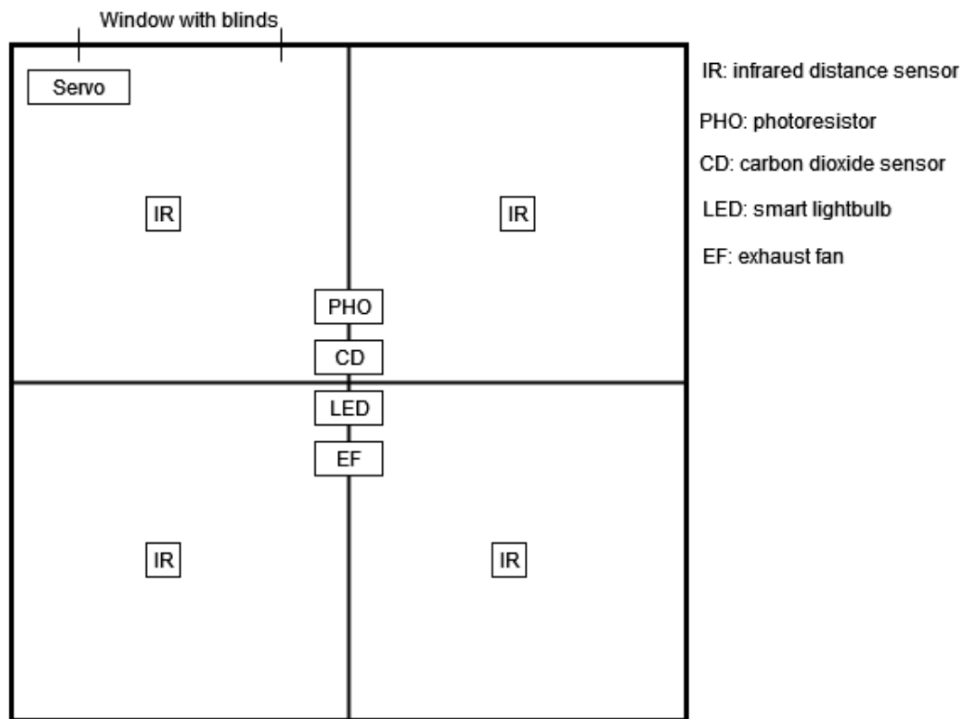 Window with blinds
Servo
IR
IR
PHO
CD
LED
EF
IR
IR
IR: infrared distance sensor
PHO: photoresistor
CD: carbon dioxide sensor
LED: smart lightbulb
EF: exhaust fan